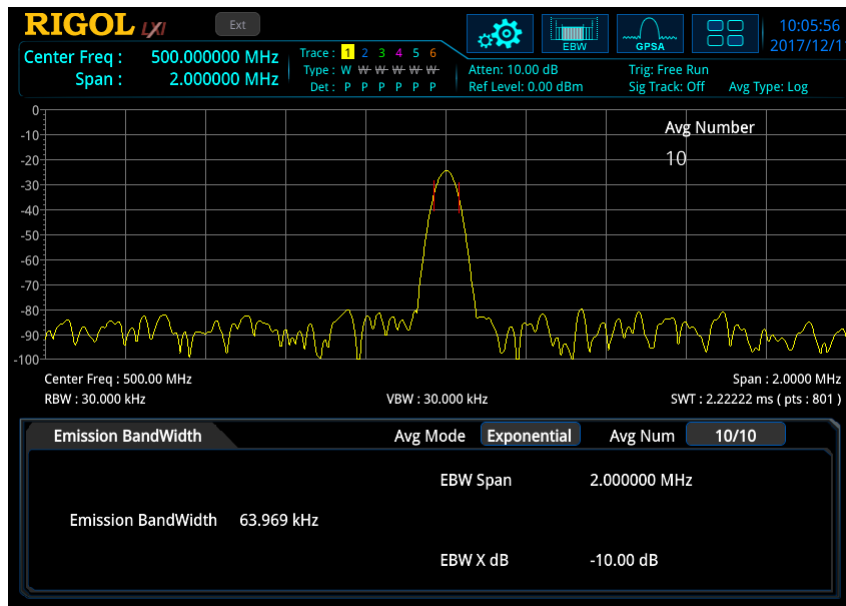 RIGOL LXI Ext 10:05:56
EBW GPSA 2017/12/1
Center Freq : 500.000000 MHz Trace : 1 2 3 4 5 6
Span : 2.000000 MHz Type : W W W W W W Atten: 10.00 dB Trig: Free Run
Det : P P P P P P Ref Level: 0.00 dBm Sig Track: Off Avg Type: Log
0
-10 Avg Number
-20 10
-30
-40
-50
-60
-70
-80
-90
-100
Center Freq : 500.00 MHz Span : 2.0000 MHz
RBW : 30.000 kHz VBW : 30.000 kHz SWT : 2.22222 ms ( pts : 801 )
Emission BandWidth Avg Mode Exponential Avg Num 10/10
EBW Span 2.000000 MHz
Emission BandWidth 63.969 kHz
EBW X dB -10.00 dB